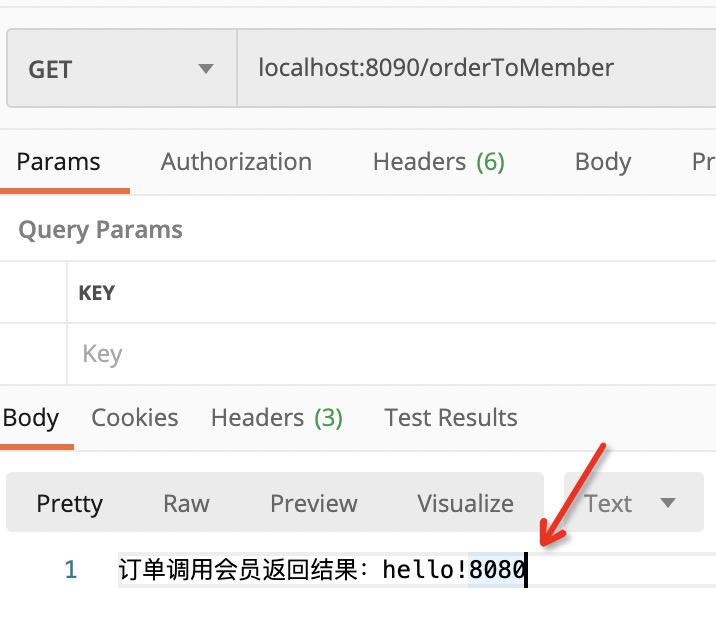 GET localhost:8090/orderToMember
Params Authorization Headers (6) Body Pr
Query Params
KEY
Key
Body Cookies Headers (3) Test Results
Pretty Raw Preview Visualize Text
1 订单调用会员返回结果：hello!8080